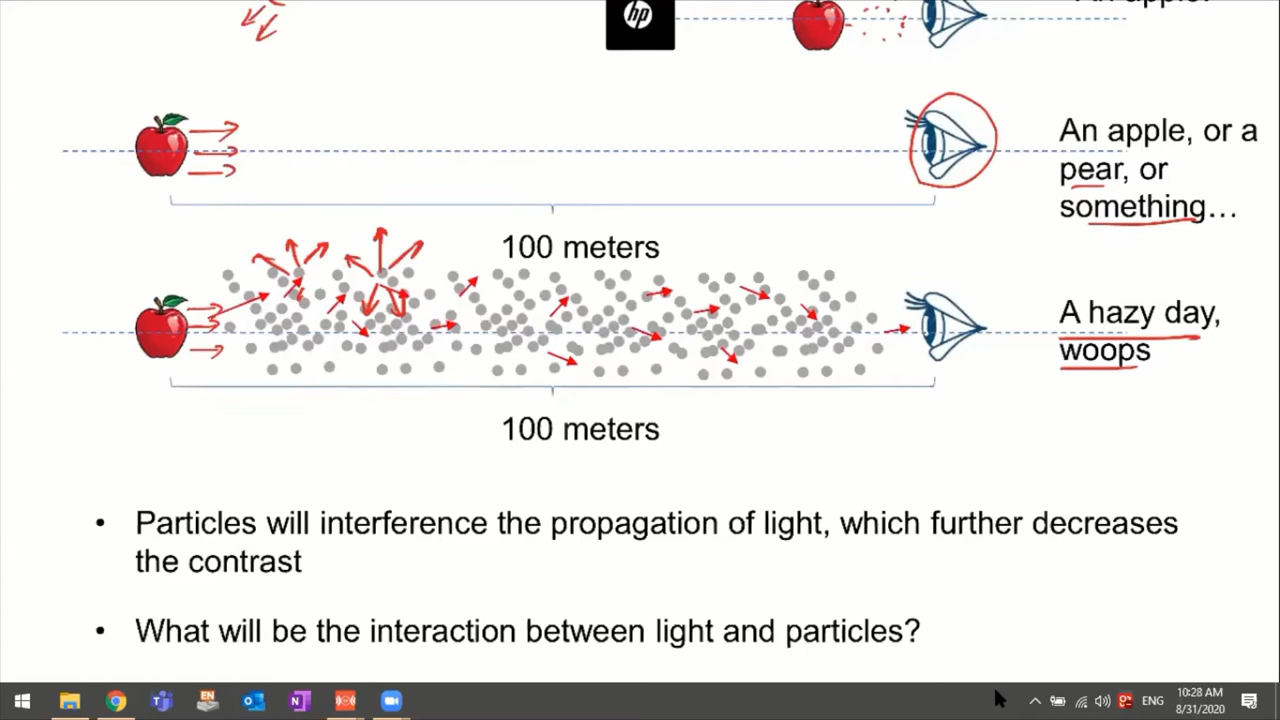 hp
An apple, or a
pear, or
something…
100 meters
A hazy day,
woops
100 meters
• Particles will interference the propagation of light, which further decreases
the contrast
• What will be the interaction between light and particles?
EN
ENG
10:28 AM
8/31/2020